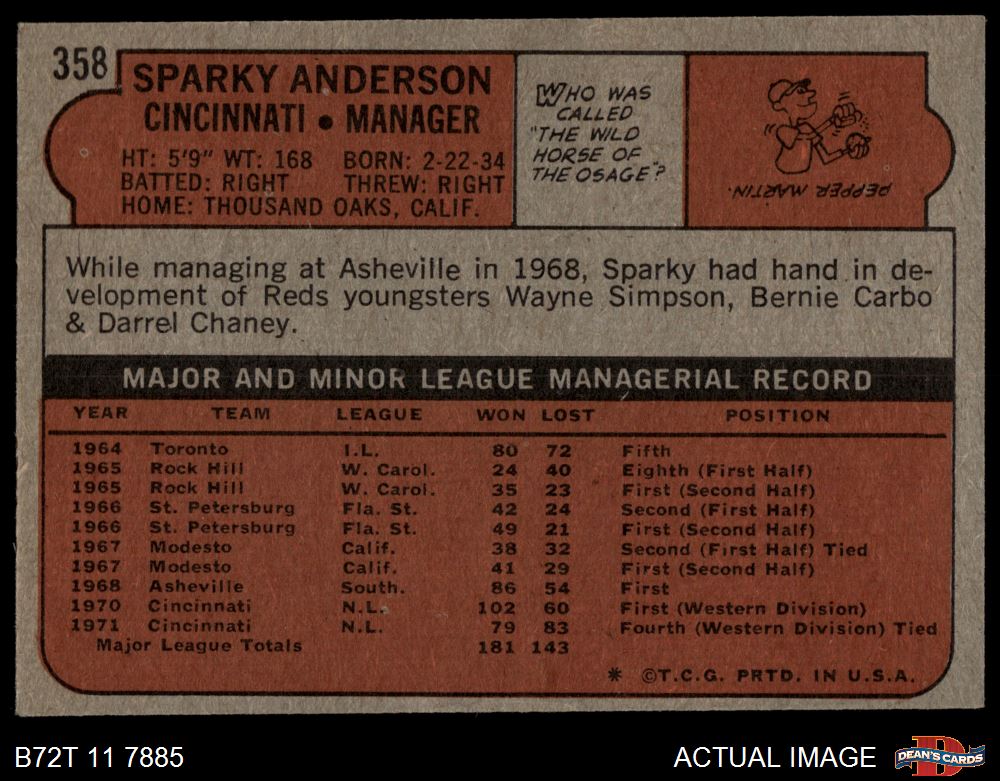 358
SPARKY ANDERSON
CINCINNATI • MANAGER
HT: 5'9" WT: 168 BORN: 2-22-34
BATTED: RIGHT THREW: RIGHT
HOME: THOUSAND OAKS, CALIF.
WHO WAS
CALLED
"THE WILD
HORSE OF
THE OSAGE"?
PEPPER MARTIN.
While managing at Asheville in 1968, Sparky had hand in de-
velopment of Reds youngsters Wayne Simpson, Bernie Carbo
& Darrel Chaney.
MAJOR AND MINOR LEAGUE MANAGERIAL RECORD
YEAR TEAM LEAGUE WON LOST POSITION
1964 Toronto I.L. 80 72 Fifth
1965 Rock Hill W. Carol. 24 40 Eighth (First Half)
1965 Rock Hill W. Carol. 35 23 First (Second Half)
1966 St. Petersburg Fla. St. 42 24 Second (First Half)
1966 St. Petersburg Fla. St. 49 21 First (Second Half)
1967 Modesto Calif. 38 32 Second (First Half) Tied
1967 Modesto Calif. 41 29 First (Second Half)
1968 Asheville South. 86 54 First
1970 Cincinnati N.L. 102 60 First (Western Division)
1971 Cincinnati N.L. 79 83 Fourth (Western Division) Tied
Major League Totals 181 143
* ©T.C.G. PRTD. IN U.S.A.
B72T 11 7885 ACTUAL IMAGE D DEAN'S CARDS